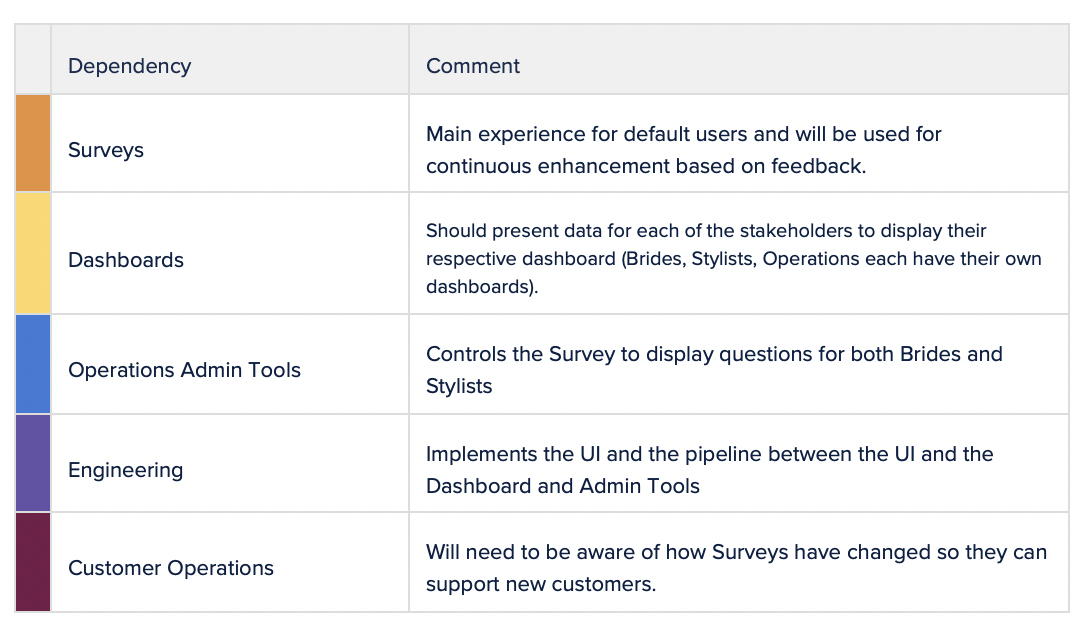 Dependency
Comment
Surveys
Main experience for default users and will be used for
continuous enhancement based on feedback.
Dashboards
Should present data for each of the stakeholders to display their
respective dashboard (Brides, Stylists, Operations each have their own
dashboards).
Operations Admin Tools
Controls the Survey to display questions for both Brides and
Stylists
Engineering
Implements the UI and the pipeline between the UI and the
Dashboard and Admin Tools
Customer Operations
Will need to be aware of how Surveys have changed so they can
support new customers.